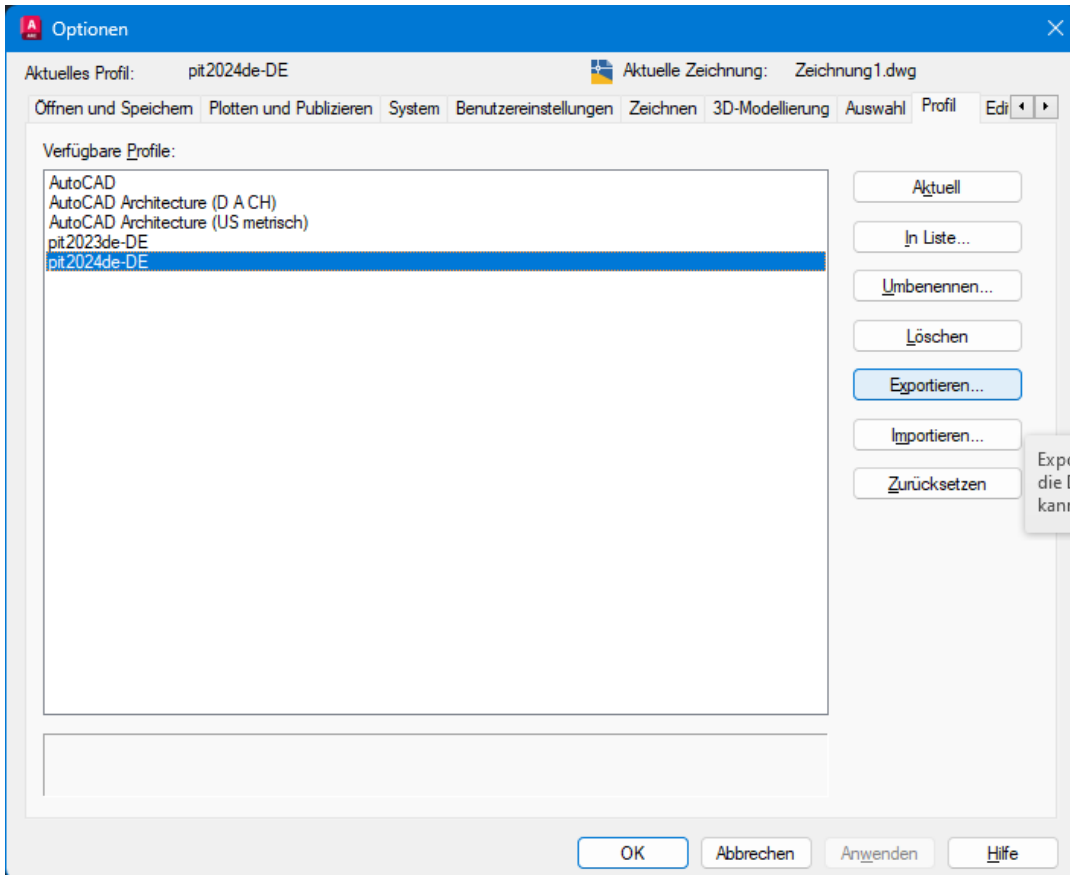 Optionen
Aktuelles Profil: pit2024de-DE Aktuelle Zeichnung: Zeichnung1.dwg
Öffnen und Speichern Plotten und Publizieren System Benutzereinstellungen Zeichnen 3D-Modellierung Auswahl Profil
Verfügbare Profile:
AutoCAD
AutoCAD Architecture (D A CH)
AutoCAD Architecture (US metrisch)
pit2023de-DE
pit2024de-DE
Aktuell
In Liste...
Umbenennen...
Löschen
Exportieren...
Importieren...
Zurücksetzen
die
OK Abbrechen Anwenden Hilfe